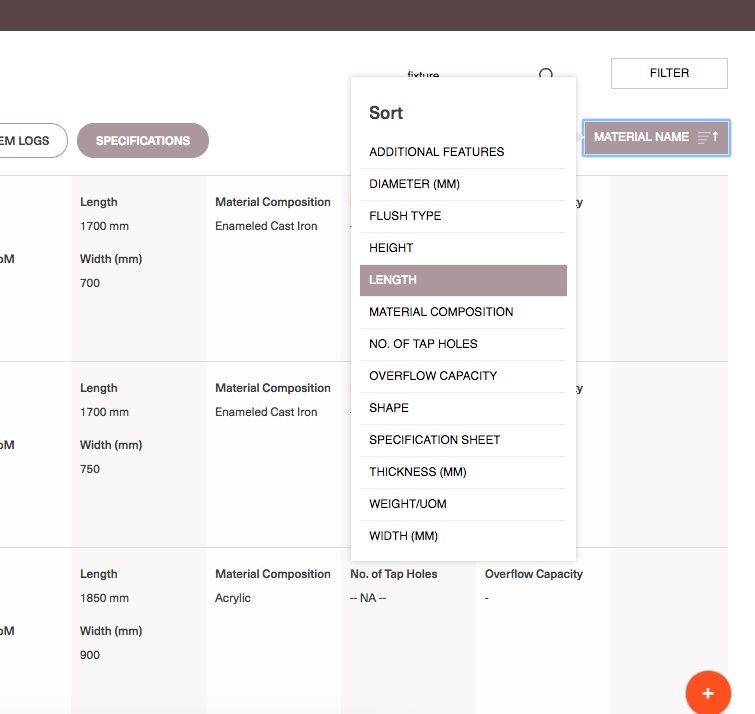 fixture
FILTER
EM LOGS
SPECIFICATIONS
MATERIAL NAME
Sort
ADDITIONAL FEATURES
DIAMETER (MM)
FLUSH TYPE
HEIGHT
LENGTH
MATERIAL COMPOSITION
NO. OF TAP HOLES
OVERFLOW CAPACITY
SHAPE
SPECIFICATION SHEET
THICKNESS (MM)
WEIGHT/UOM
WIDTH (MM)
Length
Material Composition
1700 mm
Enameled Cast Iron
oM
Width (mm)
700
Length
Material Composition
1700 mm
Enameled Cast Iron
oM
Width (mm)
750
Length
Material Composition
No. of Tap Holes
Overflow Capacity
1850 mm
Acrylic
-- NA --
-
oM
Width (mm)
900
+